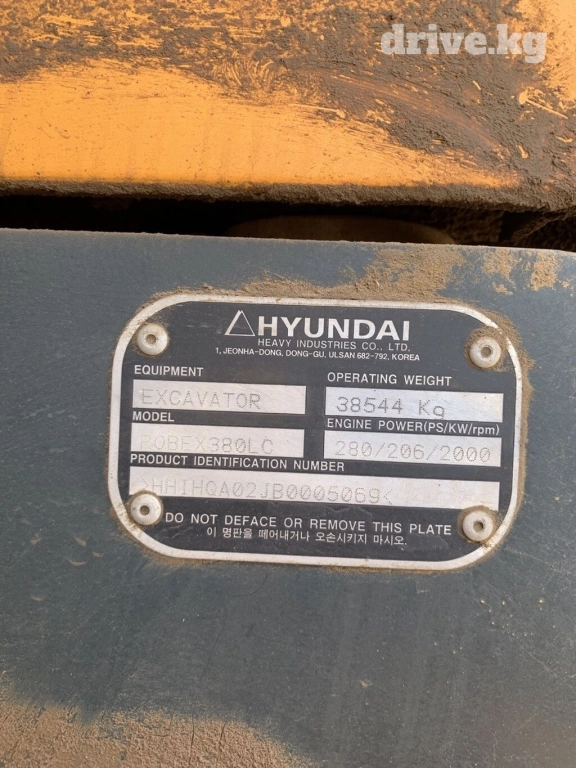 drive.kg
HYUNDAI
HEAVY INDUSTRIES CO., LTD.
1, JEONHA-DONG, DONG-GU, ULSAN 682-792, KOREA
EQUIPMENT
OPERATING WEIGHT
EXCAVATOR
38544 Kg
MODEL
ENGINE POWER(PS/KW/rpm)
ROBEX380LC
280/206/2000
PRODUCT IDENTIFICATION NUMBER
>HHIHQA02JB0005069<
DO NOT DEFACE OR REMOVE THIS PLATE
이 명판을 떼어내거나 오손시키지 마시오.